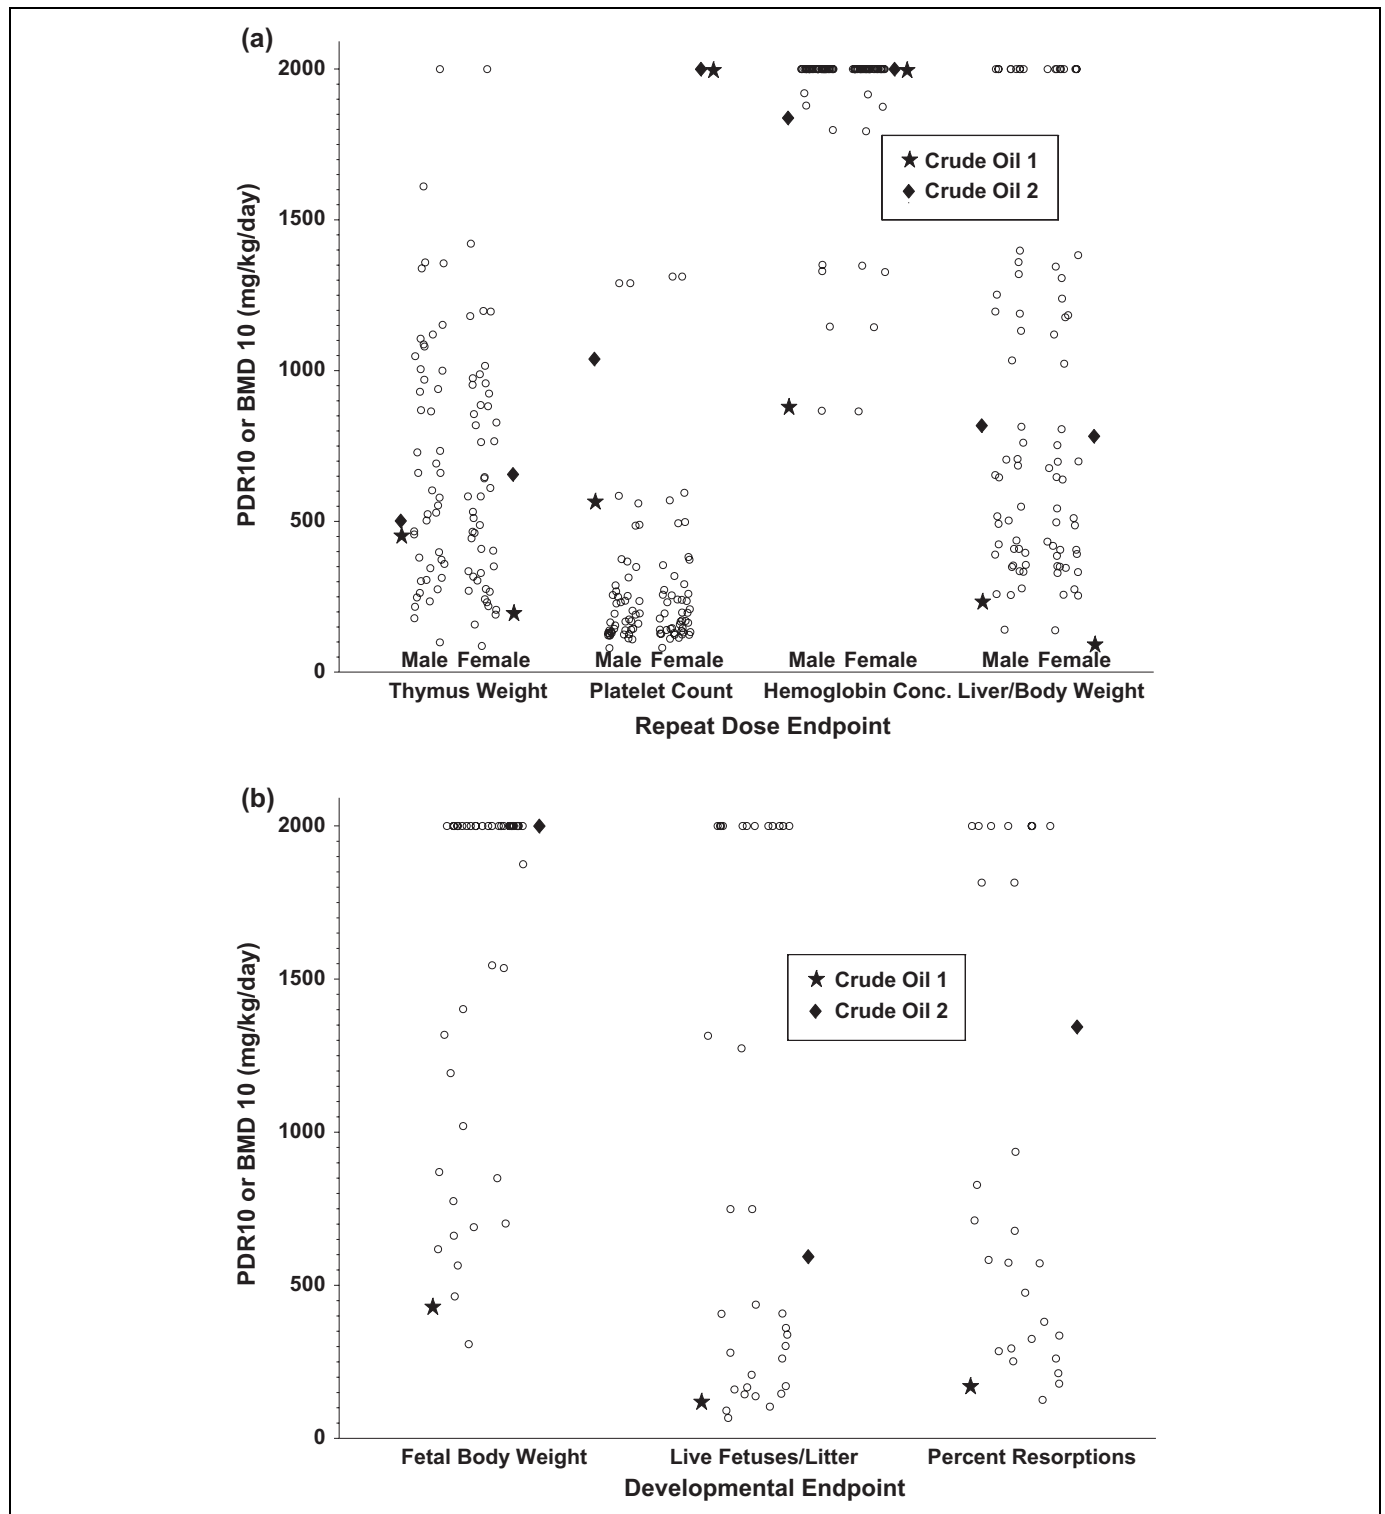 (a)
2000
1500
1000
500
0
PDR10 or BMD 10 (mg/kg/day)
Crude Oil 1
Crude Oil 2
Male Female Male Female Male Female Male Female
Thymus Weight Platelet Count Hemoglobin Conc. Liver/Body Weight
Repeat Dose Endpoint
(b)
2000
1500
1000
500
0
PDR10 or BMD 10 (mg/kg/day)
Crude Oil 1
Crude Oil 2
Fetal Body Weight Live Fetuses/Litter Percent Resorptions
Developmental Endpoint